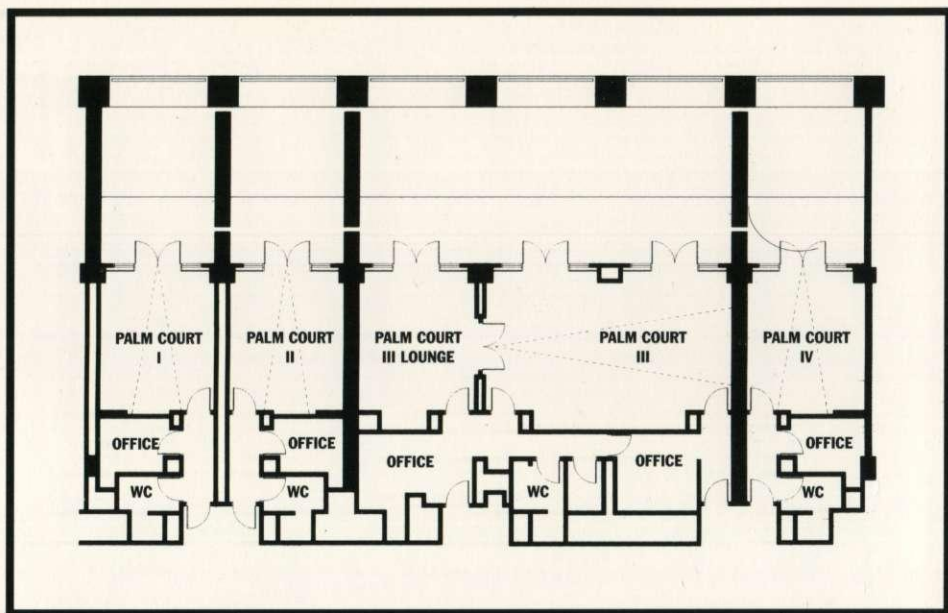 PALM COURT
I
PALM COURT
II
PALM COURT
III LOUNGE
PALM COURT
III
PALM COURT
IV
OFFICE
OFFICE
OFFICE
OFFICE
OFFICE
WC
WC
WC
WC